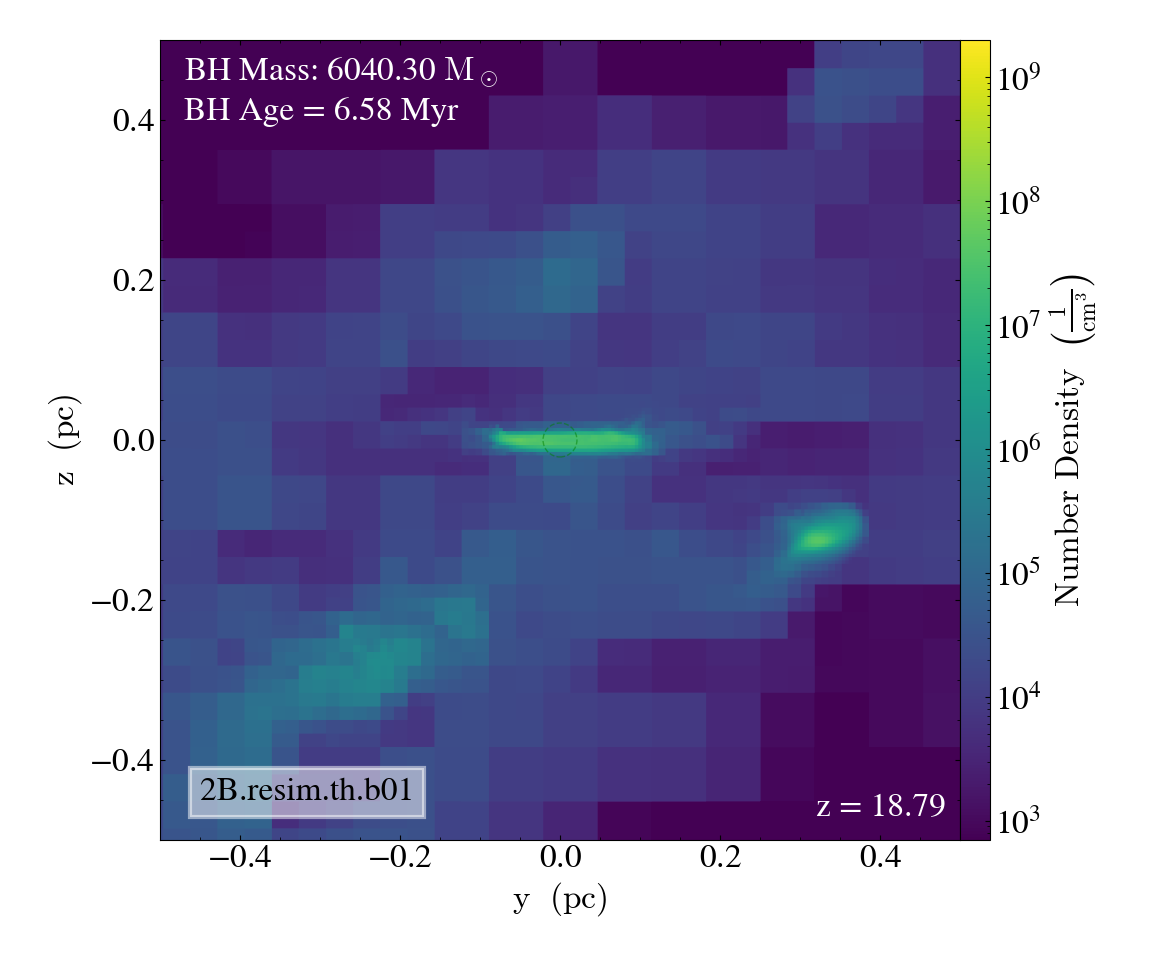 BH Mass: 6040.30 M⊙
BH Age = 6.58 Myr
0.4
0.2
0.0
−0.2
−0.4
z (pc)
2B.resim.th.b01
z = 18.79
−0.4 −0.2 0.0 0.2 0.4
y (pc)
10⁹
10⁸
10⁷
10⁶
10⁵
10⁴
10³
Number Density (1/cm³)